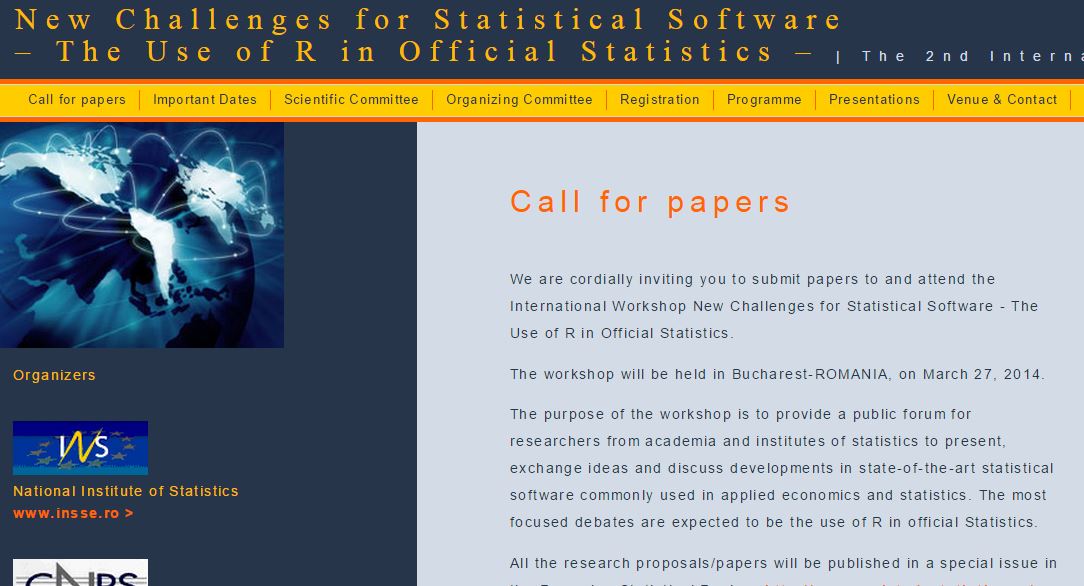 New Challenges for Statistical Software
– The Use of R in Official Statistics – | The 2nd
Call for papers | Important Dates | Scientific Committee | Organizing Committee | Registration | Programme | Presentations | Venue & Contact |
Call for papers
We are cordially inviting you to submit papers to and attend the
International Workshop New Challenges for Statistical Software - The
Use of R in Official Statistics.
The workshop will be held in Bucharest-ROMANIA, on March 27, 2014.
The purpose of the workshop is to provide a public forum for
researchers from academia and institutes of statistics to present,
exchange ideas and discuss developments in state-of-the-art statistical
software commonly used in applied economics and statistics. The most
focused debates are expected to be the use of R in official Statistics.
All the research proposals/papers will be published in a special issue in
Organizers
INS
National Institute of Statistics
www.insse.ro >